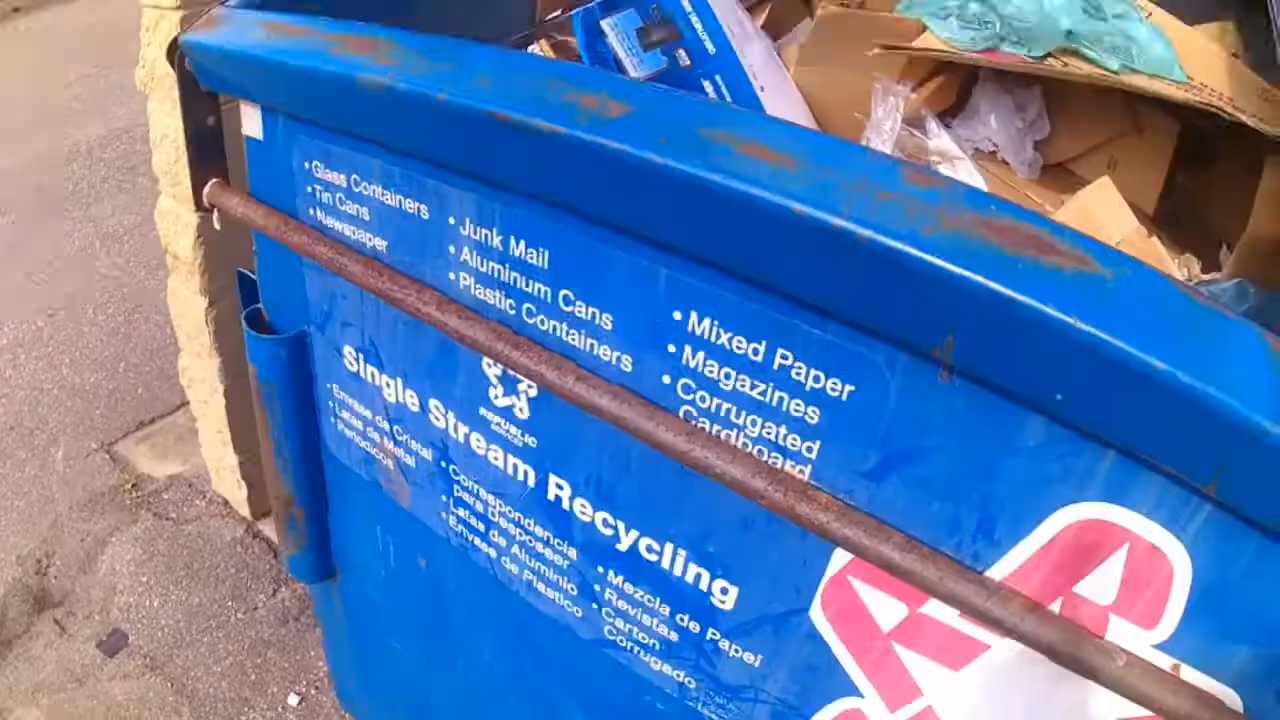 • Glass Containers
• Tin Cans
• Newspaper
• Junk Mail
• Aluminum Cans
• Plastic Containers
• Mixed Paper
• Magazines
• Corrugated
Cardboard
REPUBLIC
SERVICES
Single Stream Recycling
• Envase de Cristal
• Latas de Metal
• Periodicos
• Correspondencia
para Desposeer
• Latas de Aluminio
• Envase de Plastico
• Mezcla de Papel
• Revistas
• Carton
Corrugado